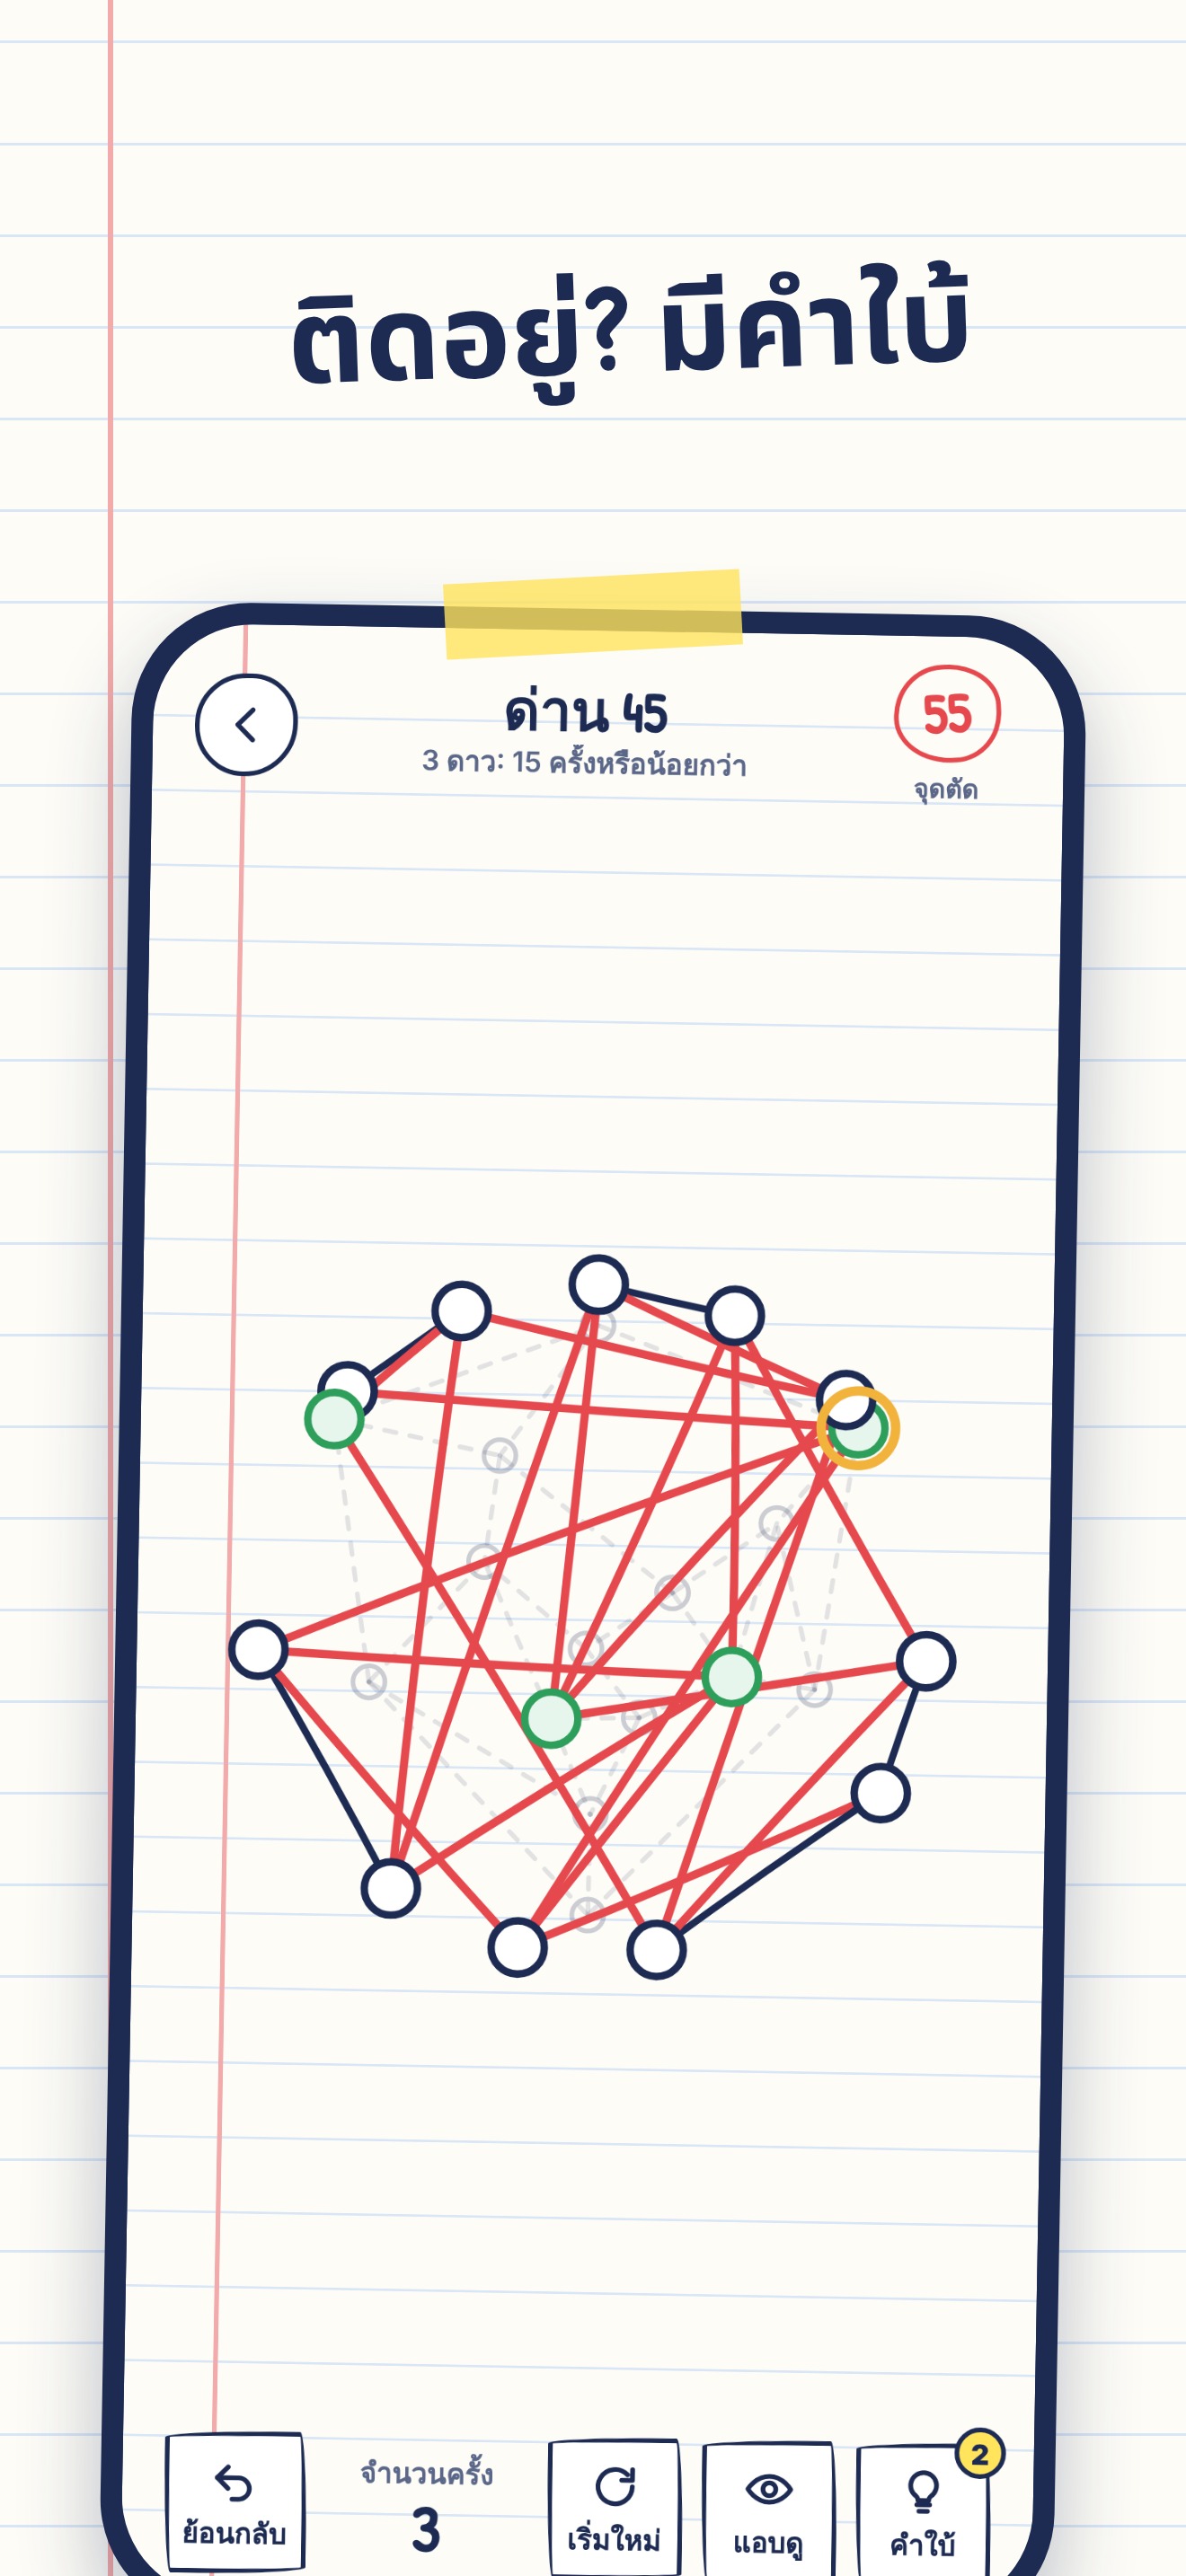 ติดอยู่? มีคำใบ้
ด่าน 45
3 ดาว: 15 ครั้งหรือน้อยกว่า
55
จุดตัด
ย้อนกลับ
จำนวนครั้ง
3
เริ่มใหม่
แอบดู
2
คำใบ้